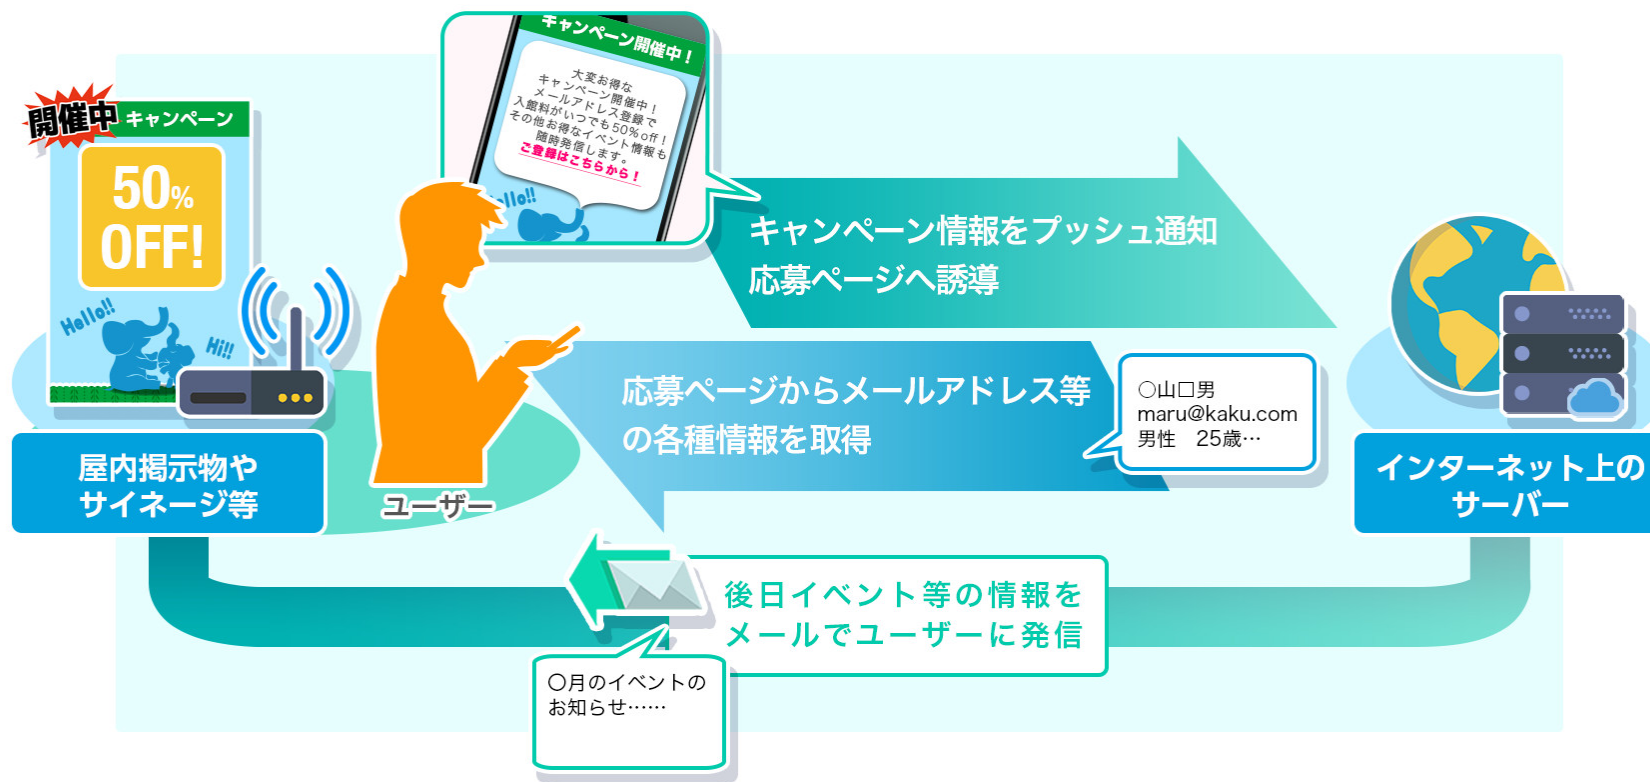 開催中
キャンペーン
50%
OFF!
Hello!!
Hi!!
屋内掲示物や
サイネージ等
ユーザー
キャンペーン開催中！
大変お得な
キャンペーン開催中！
メールアドレス登録で
入館料がいつでも50%off！
その他お得なイベント情報も
随時発信します。
ご登録はこちらから！
Hello!!
キャンペーン情報をプッシュ通知
応募ページへ誘導
応募ページからメールアドレス等
の各種情報を取得
○山□男
maru@kaku.com
男性　25歳…
インターネット上の
サーバー
後日イベント等の情報を
メールでユーザーに発信
○月のイベントの
お知らせ……